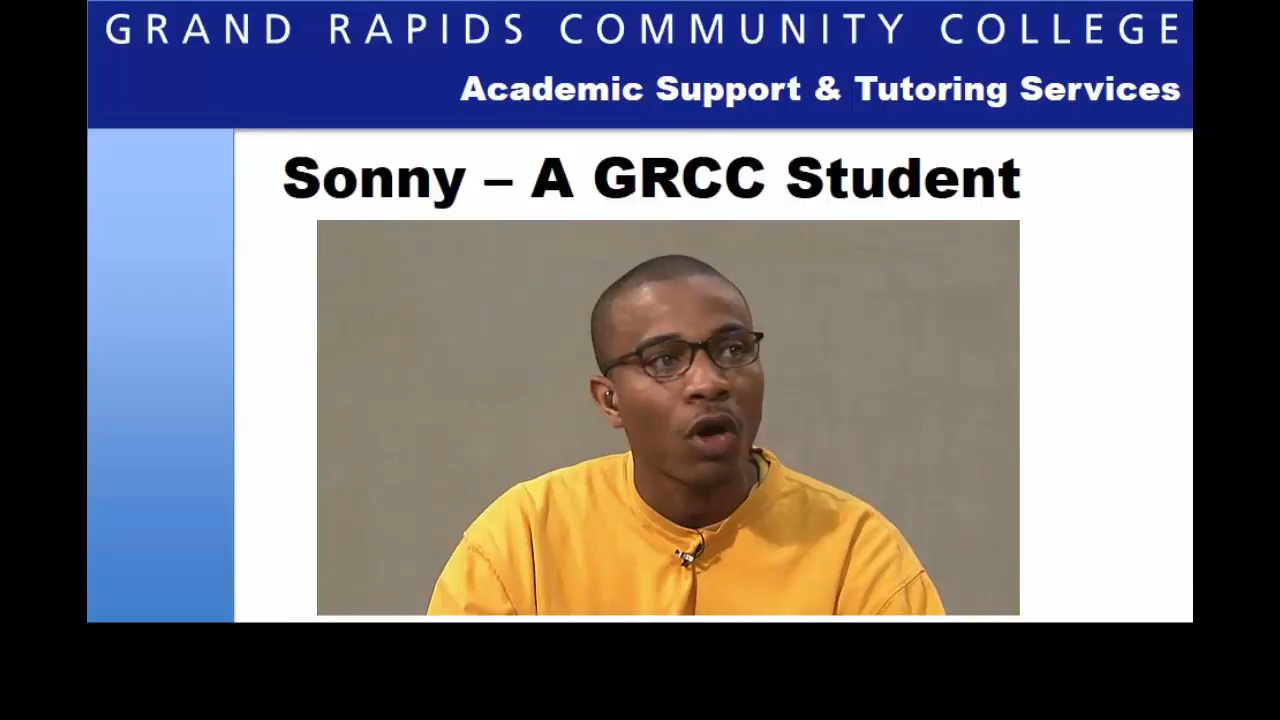 GRAND RAPIDS COMMUNITY COLLEGE
Academic Support & Tutoring Services
Sonny – A GRCC Student